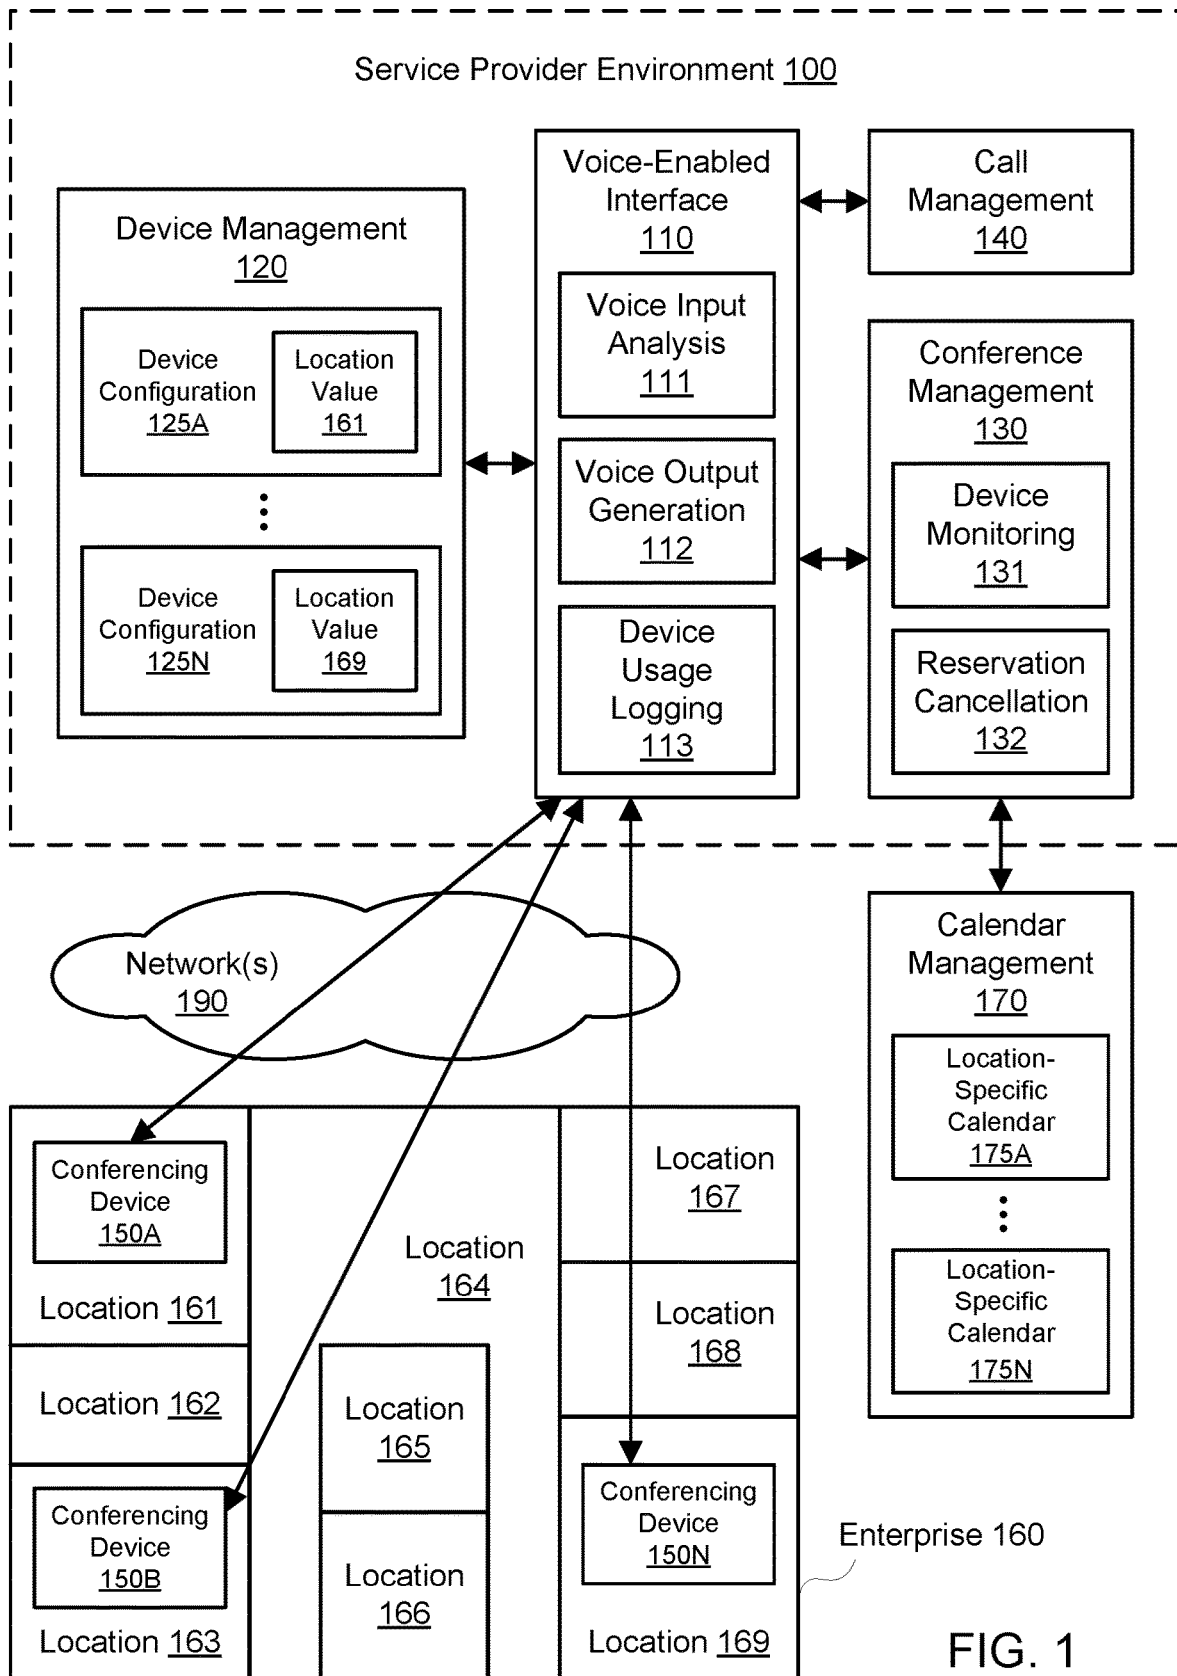 Service Provider Environment 100
Device Management
120
Device
Configuration
125A
Location
Value
161
Device
Configuration
125N
Location
Value
169
Voice-Enabled
Interface
110
Voice Input
Analysis
111
Voice Output
Generation
112
Device
Usage
Logging
113
Call
Management
140
Conference
Management
130
Device
Monitoring
131
Reservation
Cancellation
132
Network(s)
190
Calendar
Management
170
Location-
Specific
Calendar
175A
Location-
Specific
Calendar
175N
Conferencing
Device
150A
Location 161
Location 162
Conferencing
Device
150B
Location 163
Location
164
Location
165
Location
166
Location
167
Location
168
Conferencing
Device
150N
Location 169
Enterprise 160
FIG. 1